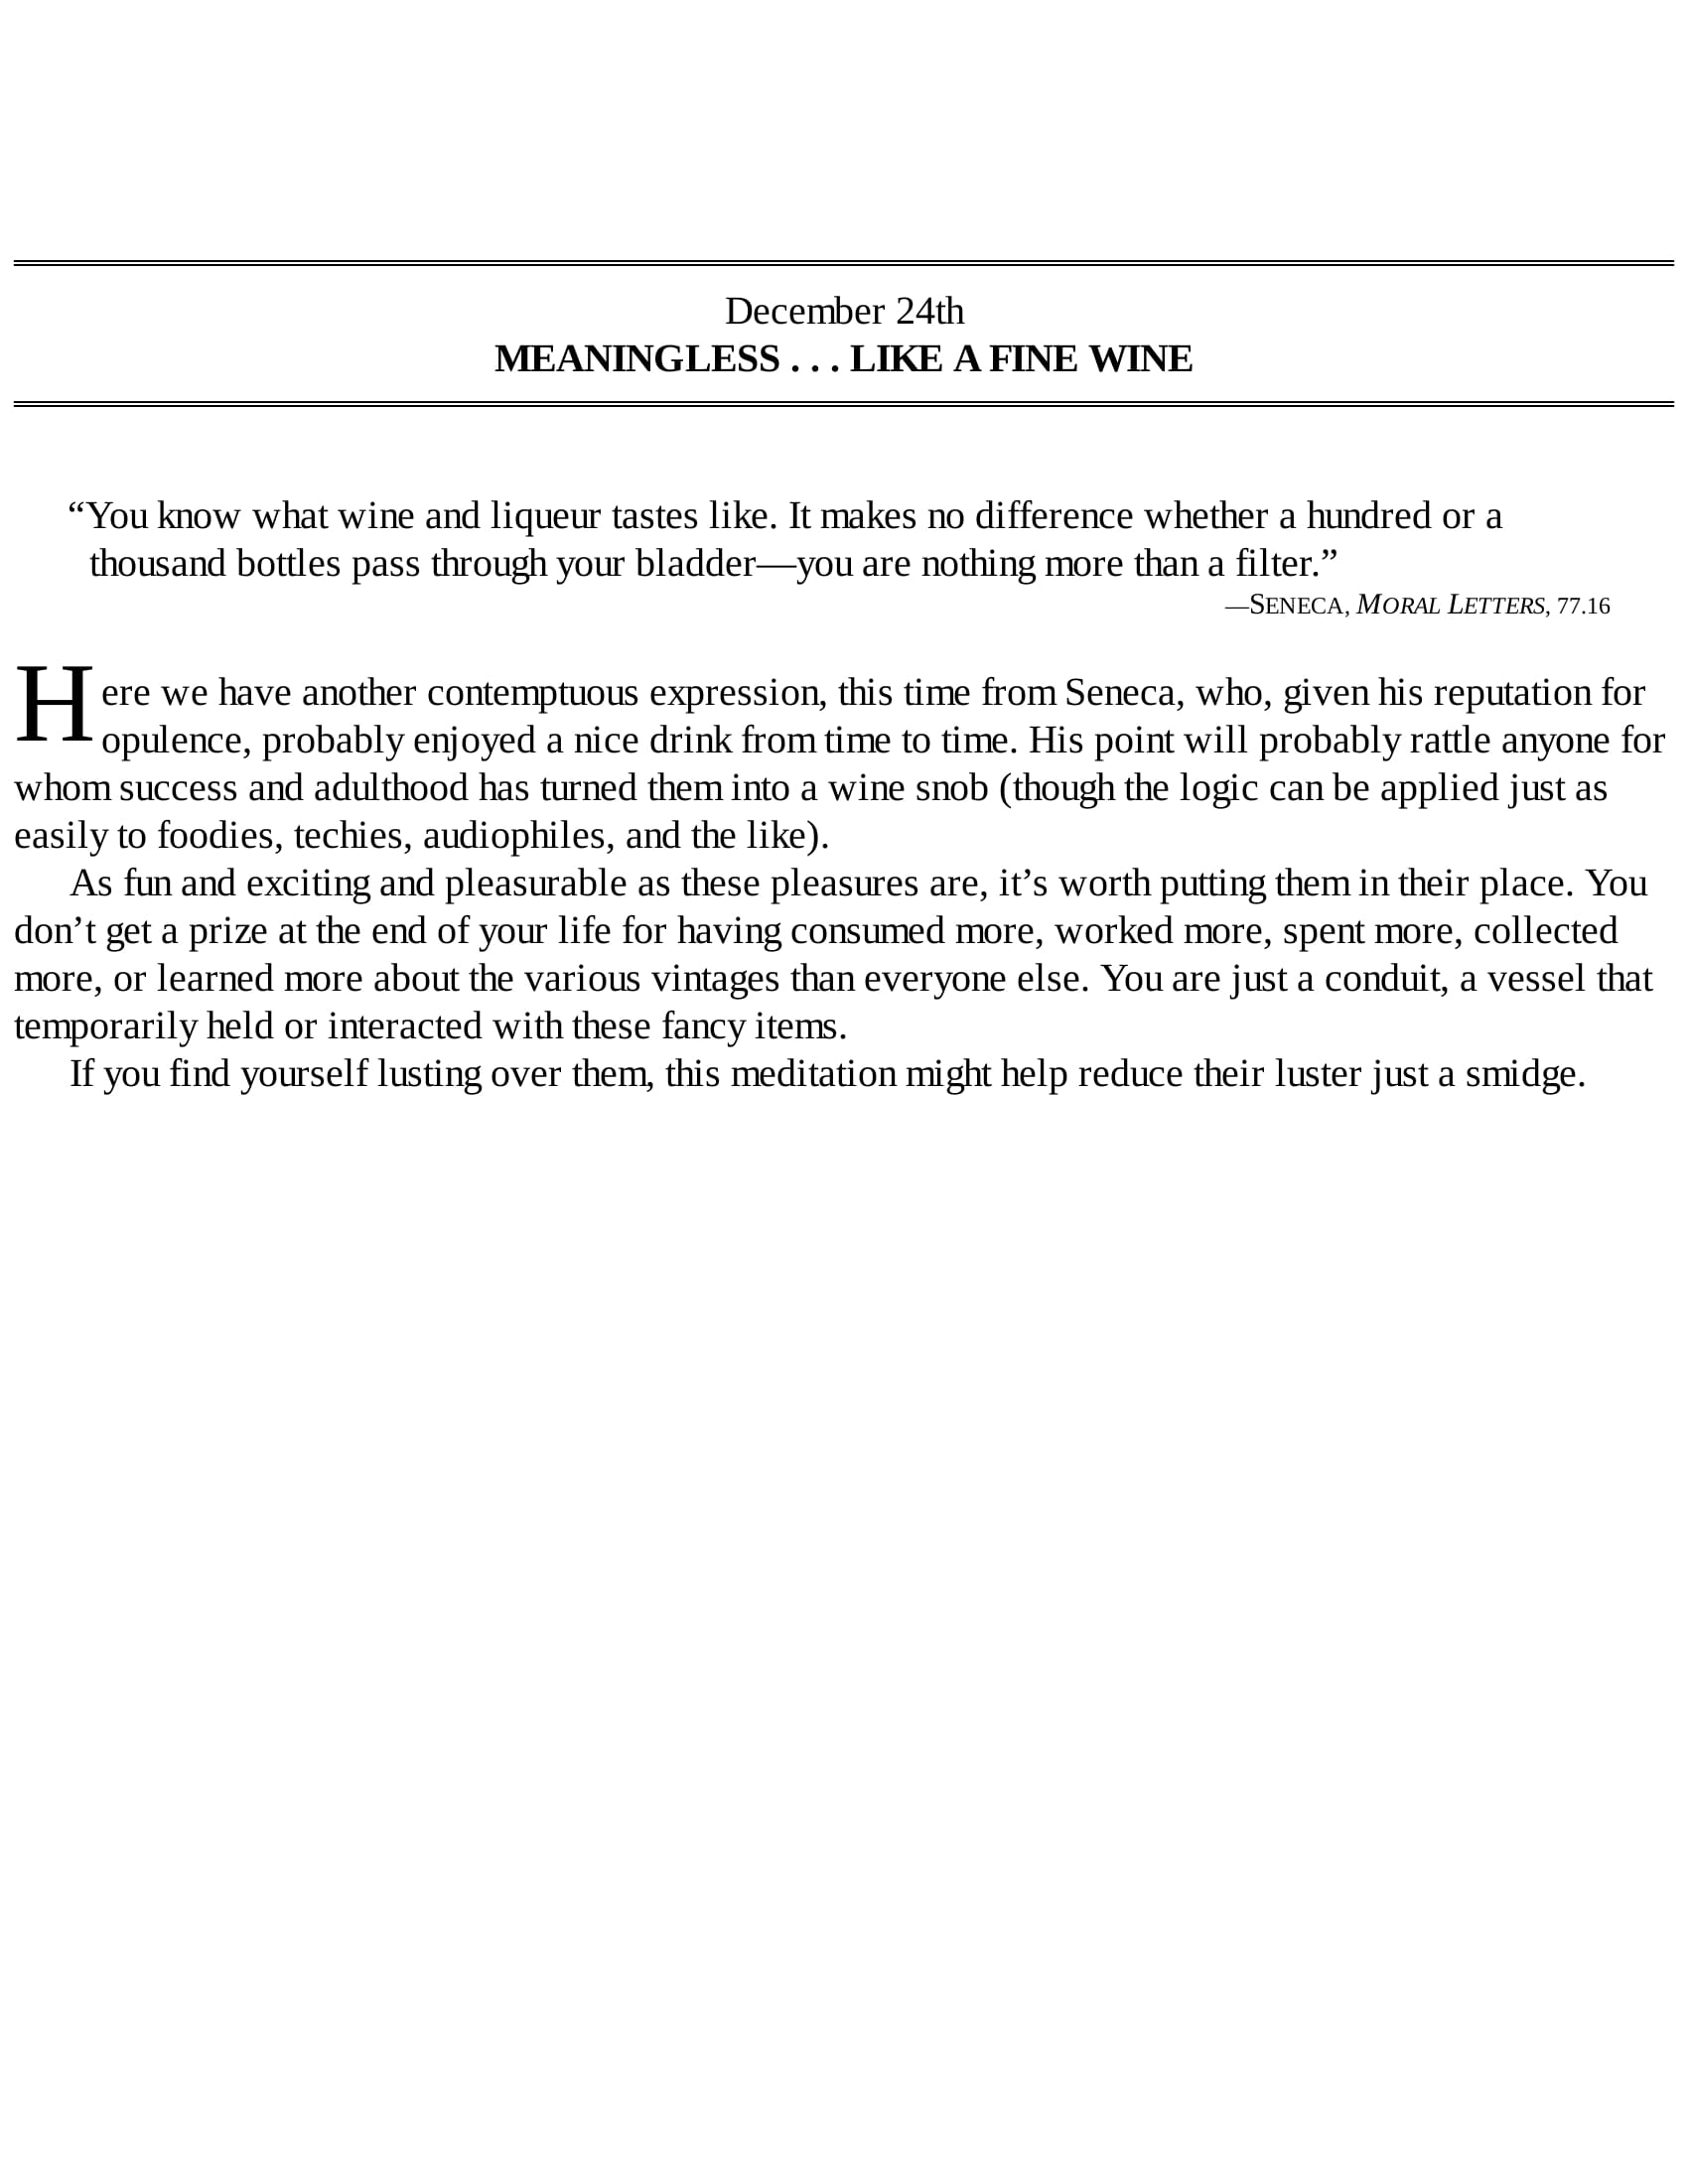 December 24th
MEANINGLESS . . . LIKE A FINE WINE
“You know what wine and liqueur tastes like. It makes no difference whether a hundred or a
thousand bottles pass through your bladder—you are nothing more than a filter.”
—SENECA, MORAL LETTERS, 77.16
Here we have another contemptuous expression, this time from Seneca, who, given his reputation for
opulence, probably enjoyed a nice drink from time to time. His point will probably rattle anyone for
whom success and adulthood has turned them into a wine snob (though the logic can be applied just as
easily to foodies, techies, audiophiles, and the like).
As fun and exciting and pleasurable as these pleasures are, it’s worth putting them in their place. You
don’t get a prize at the end of your life for having consumed more, worked more, spent more, collected
more, or learned more about the various vintages than everyone else. You are just a conduit, a vessel that
temporarily held or interacted with these fancy items.
If you find yourself lusting over them, this meditation might help reduce their luster just a smidge.